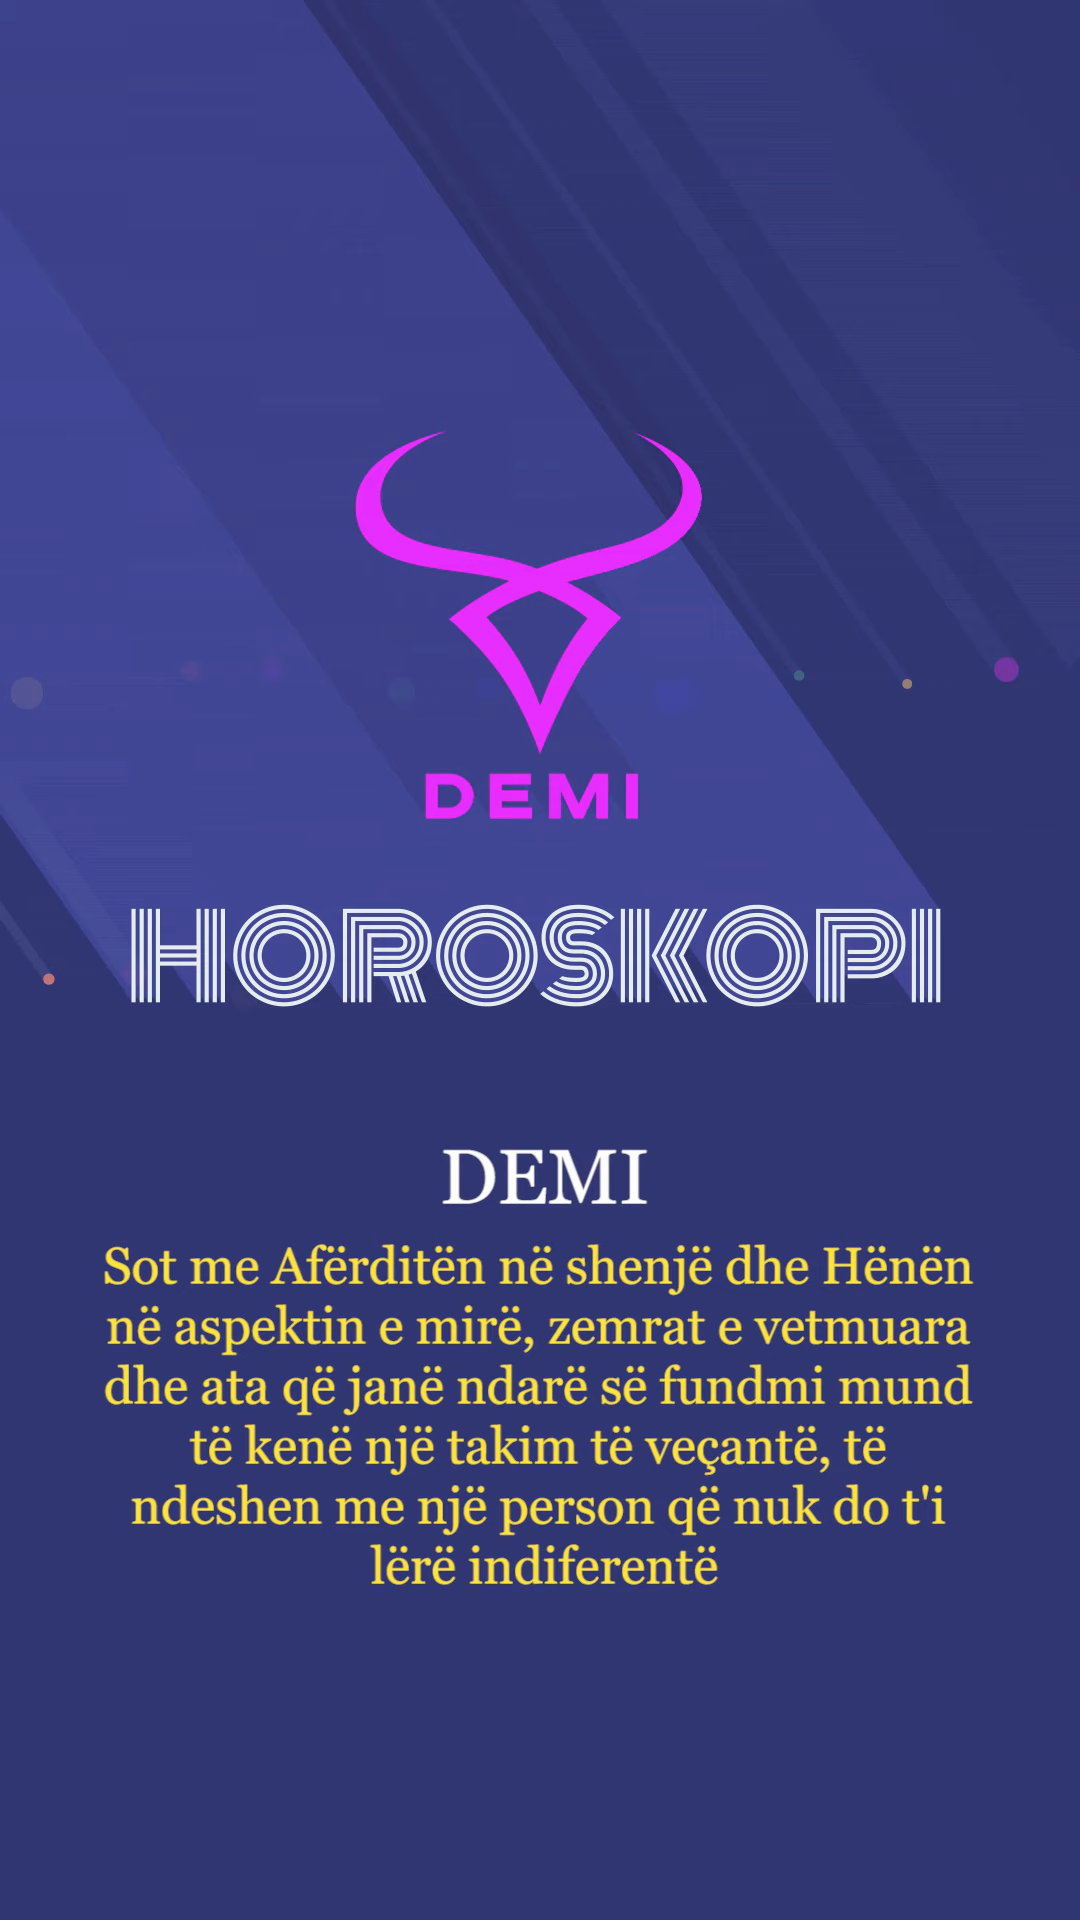 DEMI
HOROSKOPI
DEMI
Sot me Afërditën në shenjë dhe Hënën
në aspektin e mirë, zemrat e vetmuara
dhe ata që janë ndarë së fundmi mund
të kenë një takim të veçantë, të
ndeshen me një person që nuk do t'i
lërë indiferentë